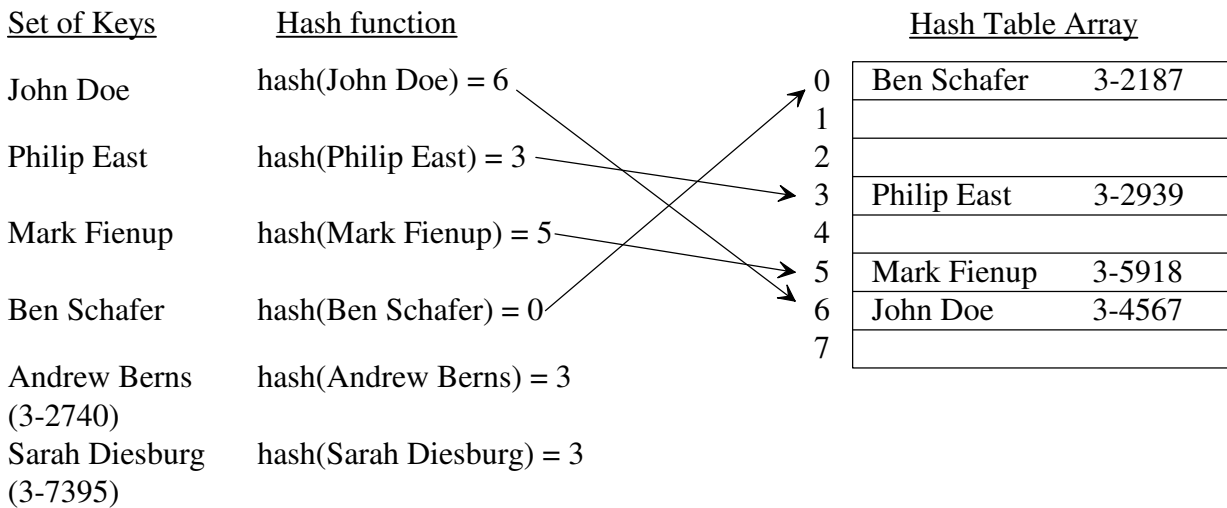 Set of Keys Hash function Hash Table Array
John Doe hash(John Doe) = 6 0 Ben Schafer 3-2187
1
Philip East hash(Philip East) = 3 2
3 Philip East 3-2939
Mark Fienup hash(Mark Fienup) = 5 4
5 Mark Fienup 3-5918
Ben Schafer hash(Ben Schafer) = 0 6 John Doe 3-4567
7
Andrew Berns hash(Andrew Berns) = 3
(3-2740)
Sarah Diesburg hash(Sarah Diesburg) = 3
(3-7395)